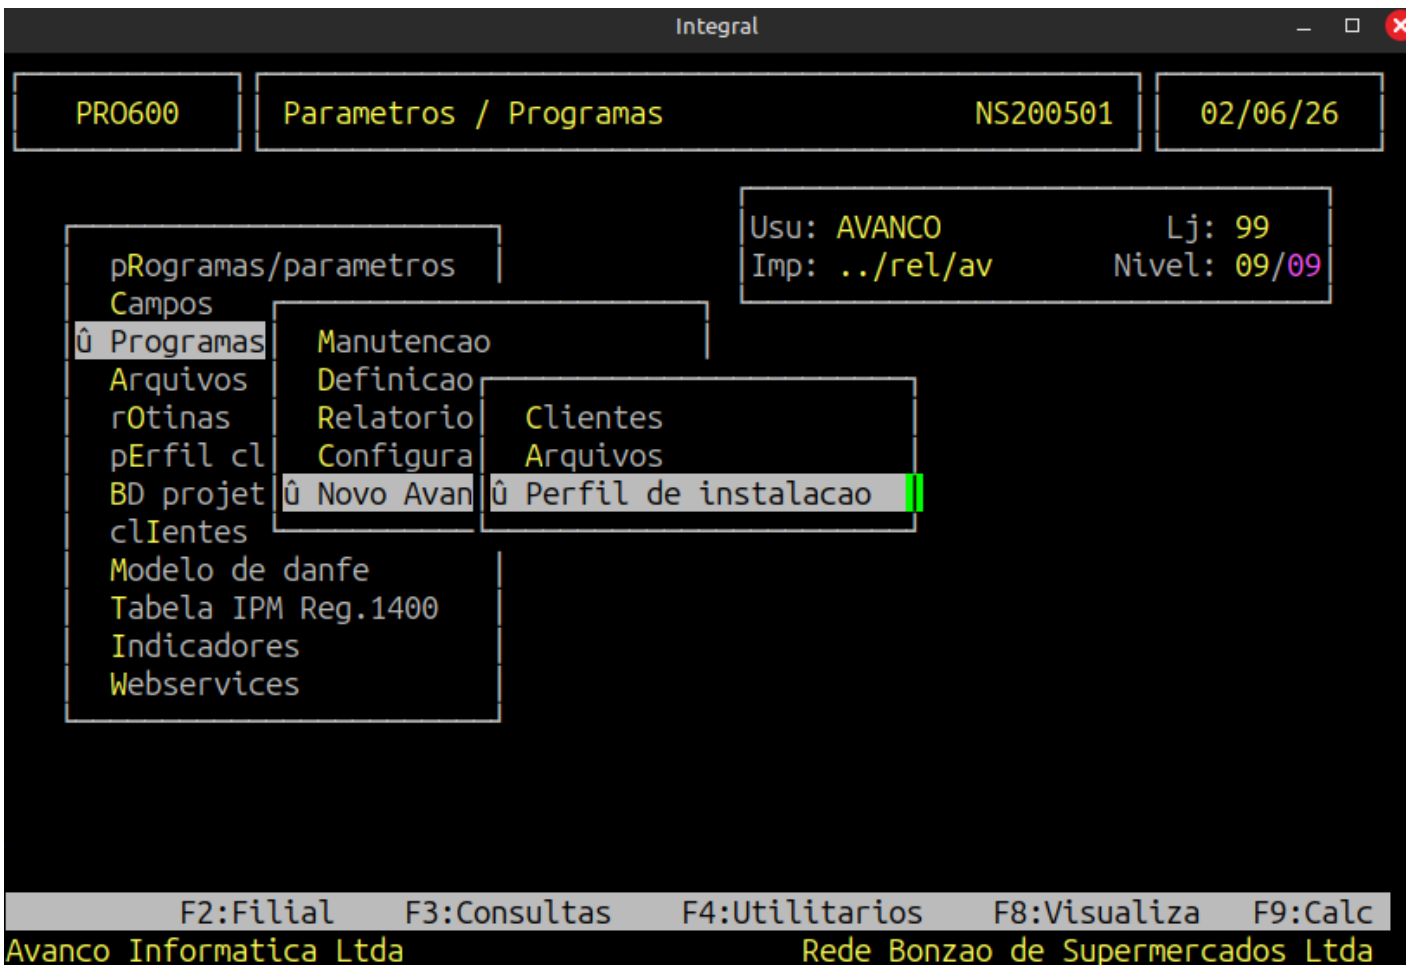 Integral
PRO600 Parametros / Programas NS200501 02/06/26
Usu: AVANCO Lj: 99
pRogramas/parametros Imp: ../rel/av Nivel: 09/09
Campos
û Programas Manutencao
Arquivos Definicao
rOtinas Relatorio Clientes
pErfil cl Configura Arquivos
BD projet û Novo Avan û Perfil de instalacao
clIentes
Modelo de danfe
Tabela IPM Reg.1400
Indicadores
Webservices
F2:Filial F3:Consultas F4:Utilitarios F8:Visualiza F9:Calc
Avanco Informatica Ltda Rede Bonzao de Supermercados Ltda